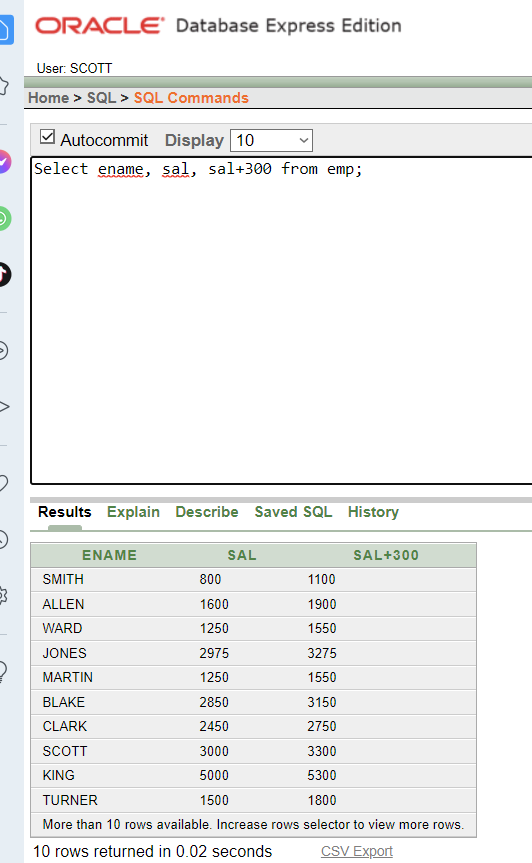 ORACLE® Database Express Edition
User: SCOTT
Home > SQL > SQL Commands
Autocommit Display 10
Select ename, sal, sal+300 from emp;
Results Explain Describe Saved SQL History
ENAME SAL SAL+300
SMITH 800 1100
ALLEN 1600 1900
WARD 1250 1550
JONES 2975 3275
MARTIN 1250 1550
BLAKE 2850 3150
CLARK 2450 2750
SCOTT 3000 3300
KING 5000 5300
TURNER 1500 1800
More than 10 rows available. Increase rows selector to view more rows.
10 rows returned in 0.02 seconds CSV Export